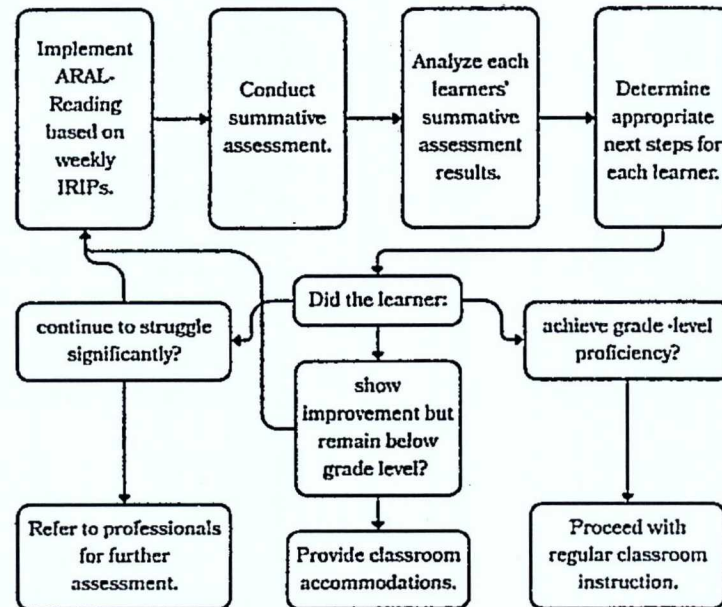 Implement
ARAL-
Reading
based on
weekly
IRIPs.
Conduct
summative
assessment.
Analyze each
learners'
summative
assessment
results.
Determine
appropriate
next steps for
each learner.
Did the learner:
continue to struggle
significantly?
show
improvement but
remain below
grade level?
achieve grade-level
proficiency?
Refer to professionals
for further
assessment.
Provide classroom
accommodations.
Proceed with
regular classroom
instruction.